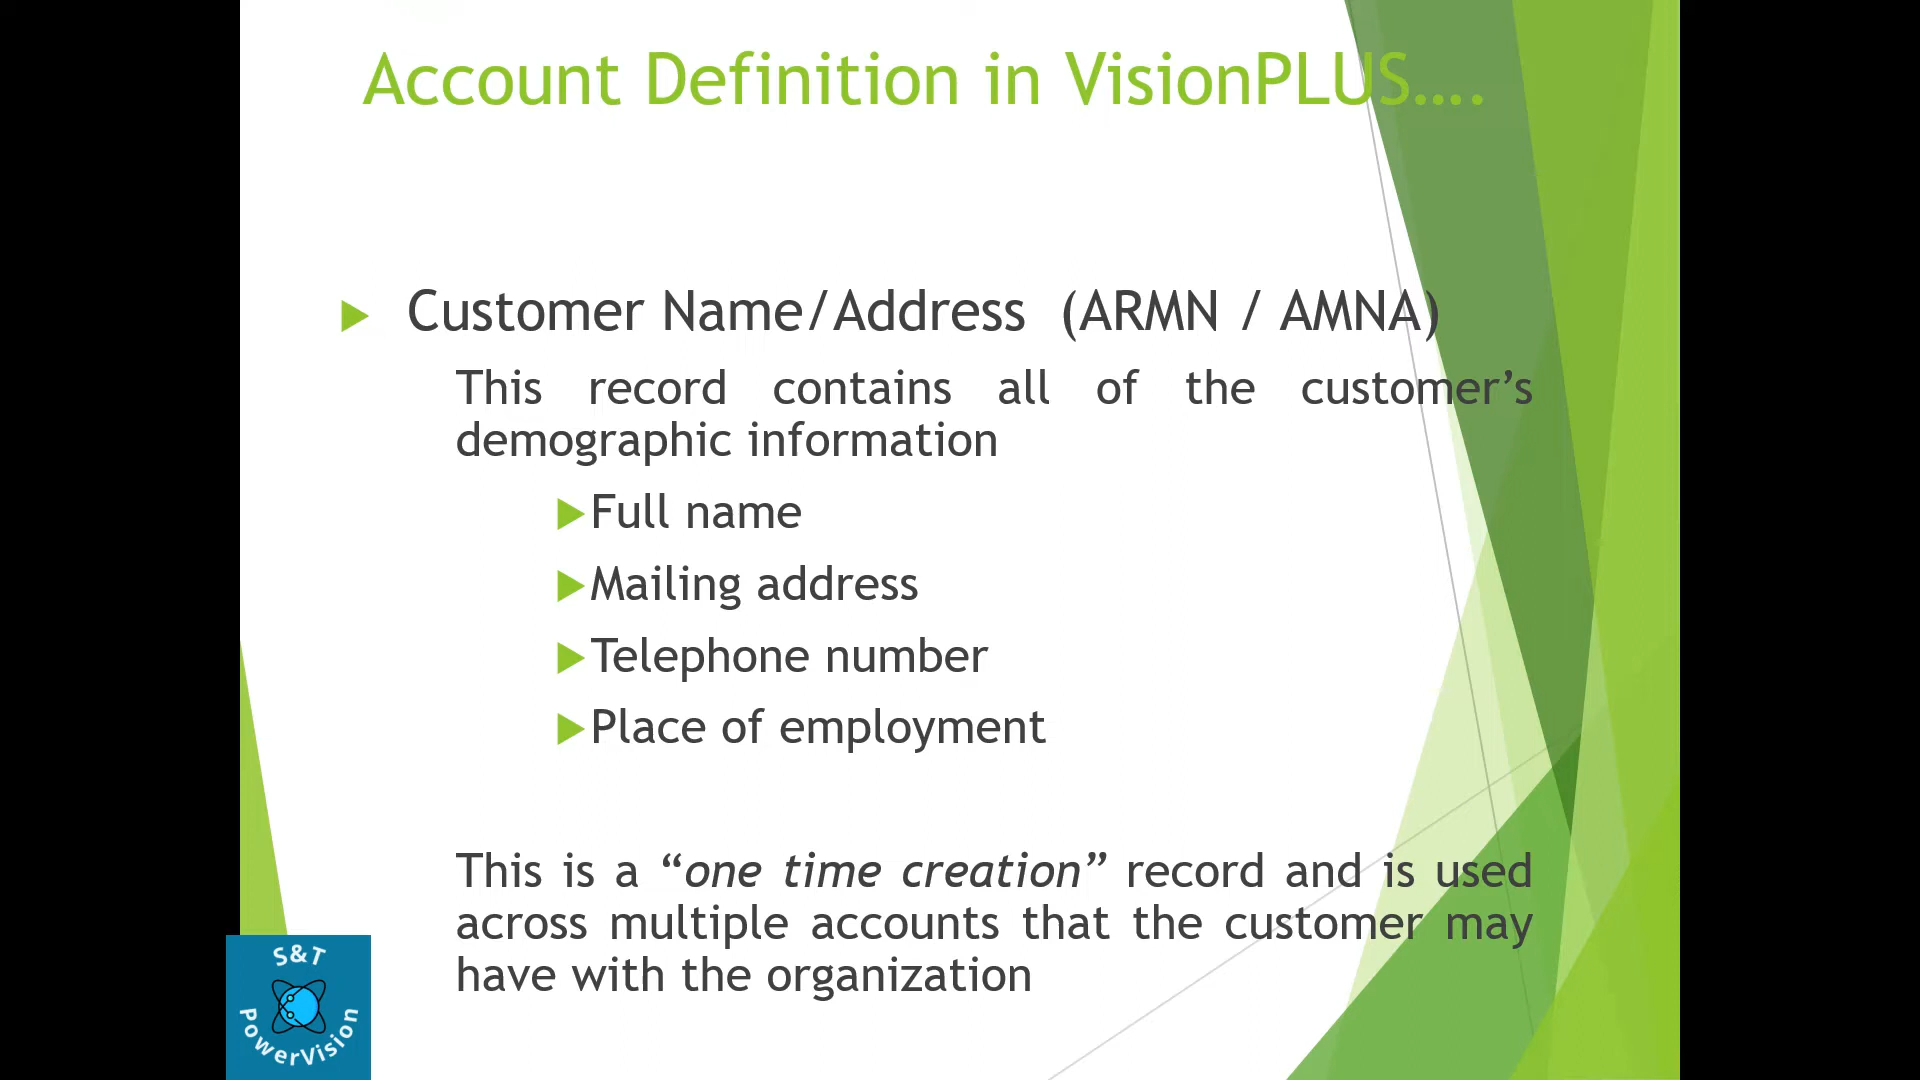 Account Definition in VisionPLUS….
Customer Name/Address (ARMN / AMNA)
This record contains all of the customer’s
demographic information
Full name
Mailing address
Telephone number
Place of employment
This is a “one time creation” record and is used
across multiple accounts that the customer may
have with the organization
S&T
PowerVision